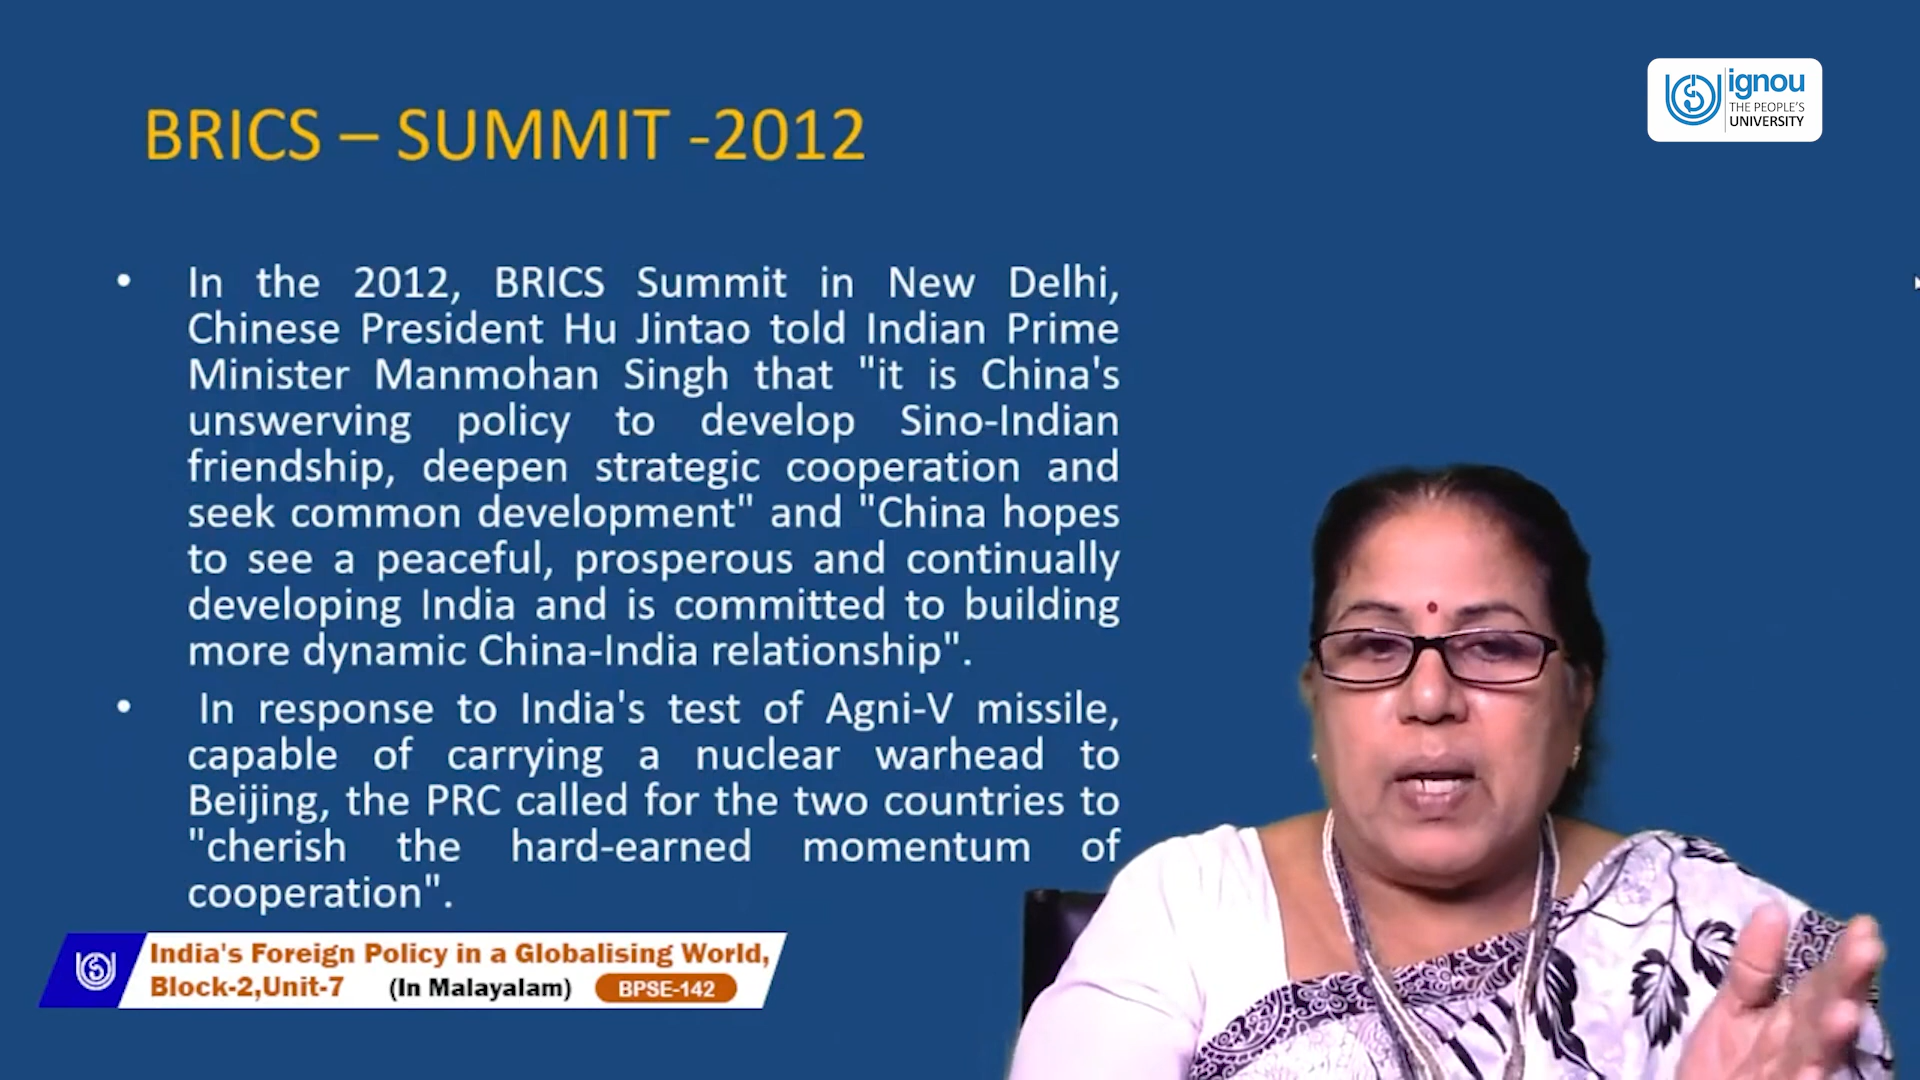 BRICS – SUMMIT -2012
ignou
THE PEOPLE'S
UNIVERSITY
• In the 2012, BRICS Summit in New Delhi,
Chinese President Hu Jintao told Indian Prime
Minister Manmohan Singh that "it is China's
unswerving policy to develop Sino-Indian
friendship, deepen strategic cooperation and
seek common development" and "China hopes
to see a peaceful, prosperous and continually
developing India and is committed to building
more dynamic China-India relationship".
• In response to India's test of Agni-V missile,
capable of carrying a nuclear warhead to
Beijing, the PRC called for the two countries to
"cherish the hard-earned momentum of
cooperation".
India's Foreign Policy in a Globalising World,
Block-2,Unit-7 (In Malayalam) BPSE-142